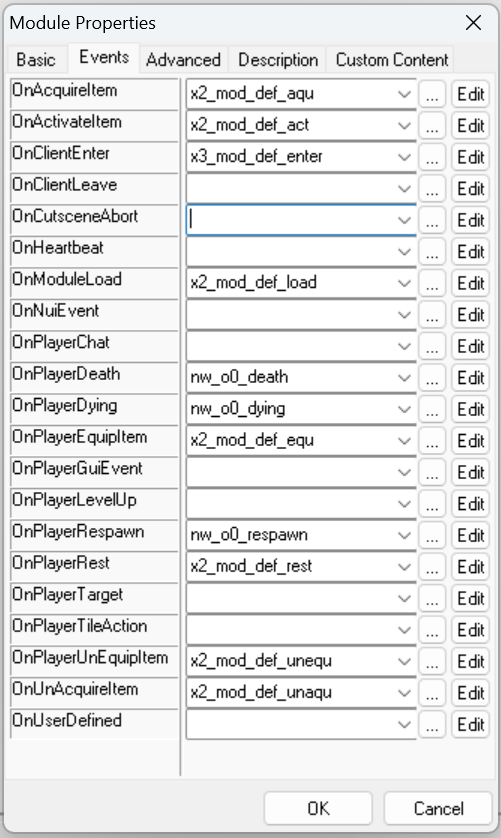 Module Properties
Basic Events Advanced Description Custom Content
OnAcquireItem x2_mod_def_aqu ... Edit
OnActivateItem x2_mod_def_act ... Edit
OnClientEnter x3_mod_def_enter ... Edit
OnClientLeave ... Edit
OnCutsceneAbort ... Edit
OnHeartbeat ... Edit
OnModuleLoad x2_mod_def_load ... Edit
OnNuiEvent ... Edit
OnPlayerChat ... Edit
OnPlayerDeath nw_o0_death ... Edit
OnPlayerDying nw_o0_dying ... Edit
OnPlayerEquipItem x2_mod_def_equ ... Edit
OnPlayerGuiEvent ... Edit
OnPlayerLevelUp ... Edit
OnPlayerRespawn nw_o0_respawn ... Edit
OnPlayerRest x2_mod_def_rest ... Edit
OnPlayerTarget ... Edit
OnPlayerTileAction ... Edit
OnPlayerUnEquipItem x2_mod_def_unequ ... Edit
OnUnAcquireItem x2_mod_def_unaqu ... Edit
OnUserDefined ... Edit
OK Cancel